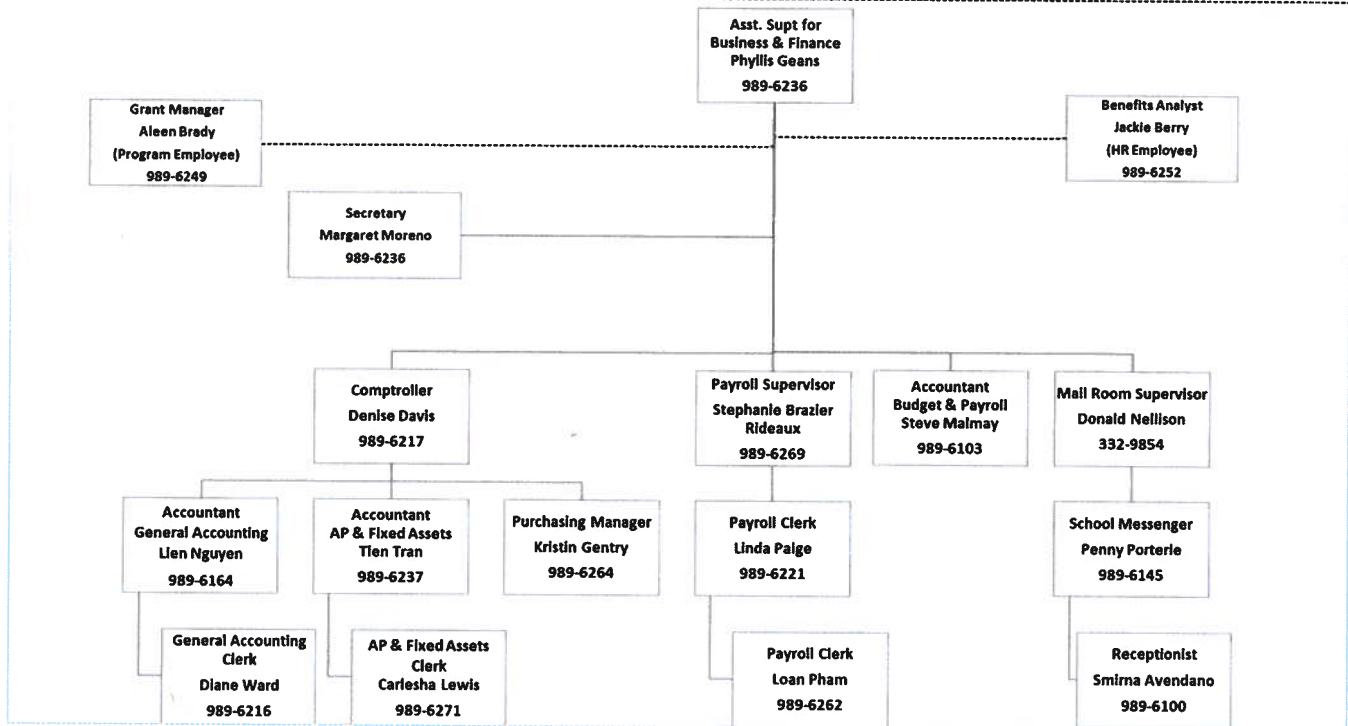 Asst. Supt for
Business & Finance
Phyllis Geans
989-6236
Grant Manager
Aleen Brady
(Program Employee)
989-6249
Benefits Analyst
Jackie Berry
(HR Employee)
989-6252
Secretary
Margaret Moreno
989-6236
Comptroller
Denise Davis
989-6217
Payroll Supervisor
Stephanie Brazier
Rideaux
989-6269
Accountant
Budget & Payroll
Steve Malmay
989-6103
Mail Room Supervisor
Donald Nellison
332-9854
Accountant
General Accounting
Lien Nguyen
989-6164
Accountant
AP & Fixed Assets
Tien Tran
989-6237
Purchasing Manager
Kristin Gentry
989-6264
Payroll Clerk
Linda Paige
989-6221
School Messenger
Penny Porterie
989-6145
General Accounting
Clerk
Diane Ward
989-6216
AP & Fixed Assets
Clerk
Carlesha Lewis
989-6271
Payroll Clerk
Loan Pham
989-6262
Receptionist
Smirna Avendano
989-6100